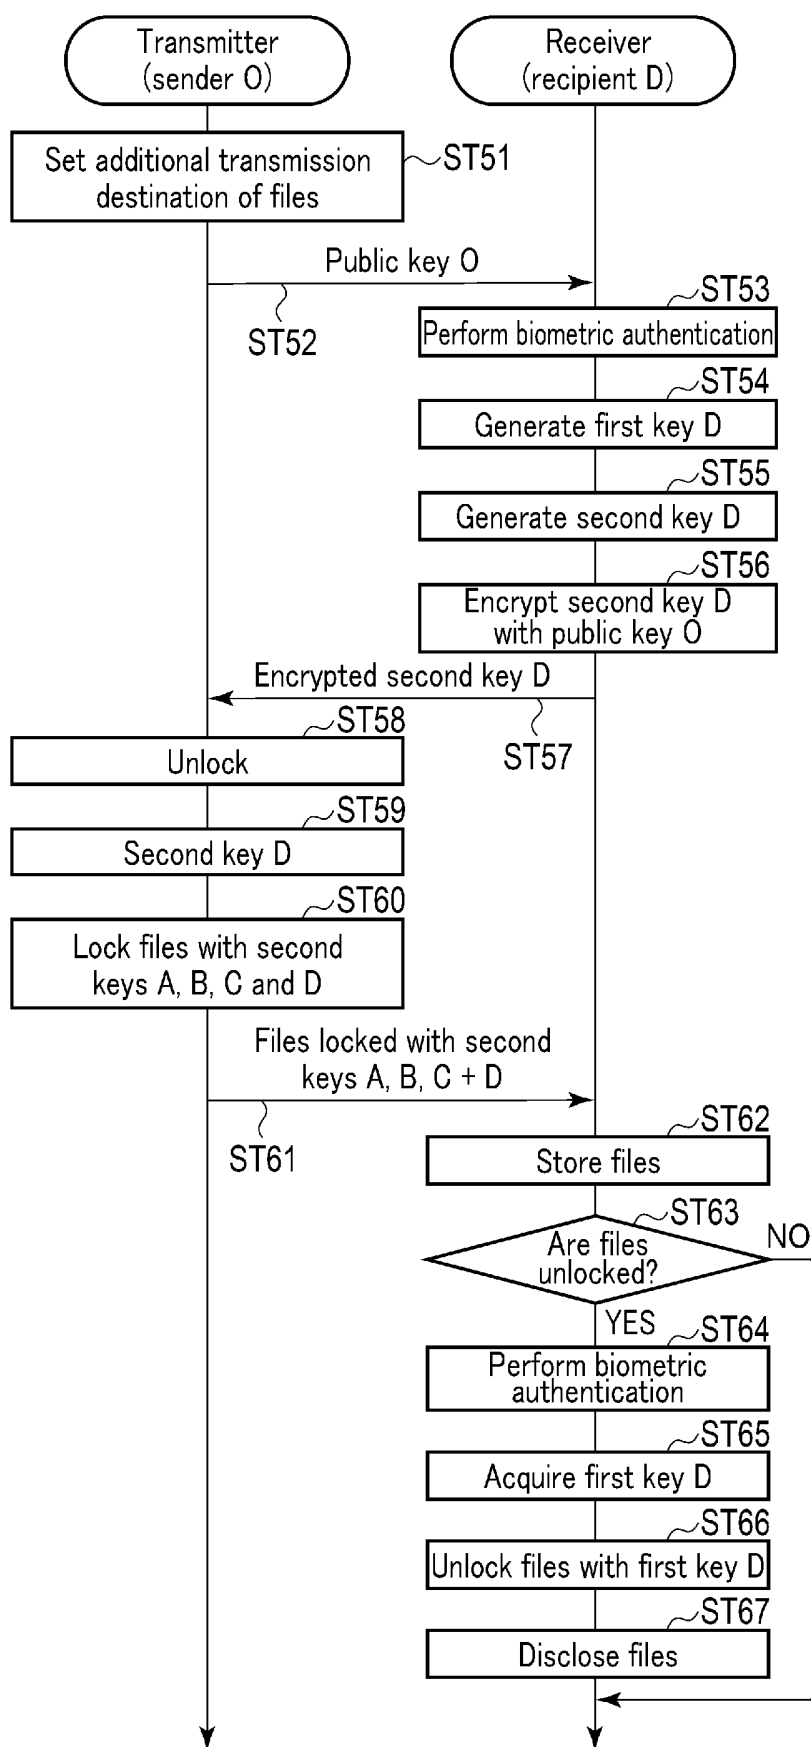 Transmitter
(sender O)
Receiver
(recipient D)
Set additional transmission
destination of files
ST51
Public key O
ST52
ST53
Perform biometric authentication
ST54
Generate first key D
ST55
Generate second key D
ST56
Encrypt second key D
with public key O
Encrypted second key D
ST57
ST58
Unlock
ST59
Second key D
ST60
Lock files with second
keys A, B, C and D
Files locked with second
keys A, B, C + D
ST61
ST62
Store files
ST63
Are files
unlocked?
NO
YES
ST64
Perform biometric
authentication
ST65
Acquire first key D
ST66
Unlock files with first key D
ST67
Disclose files